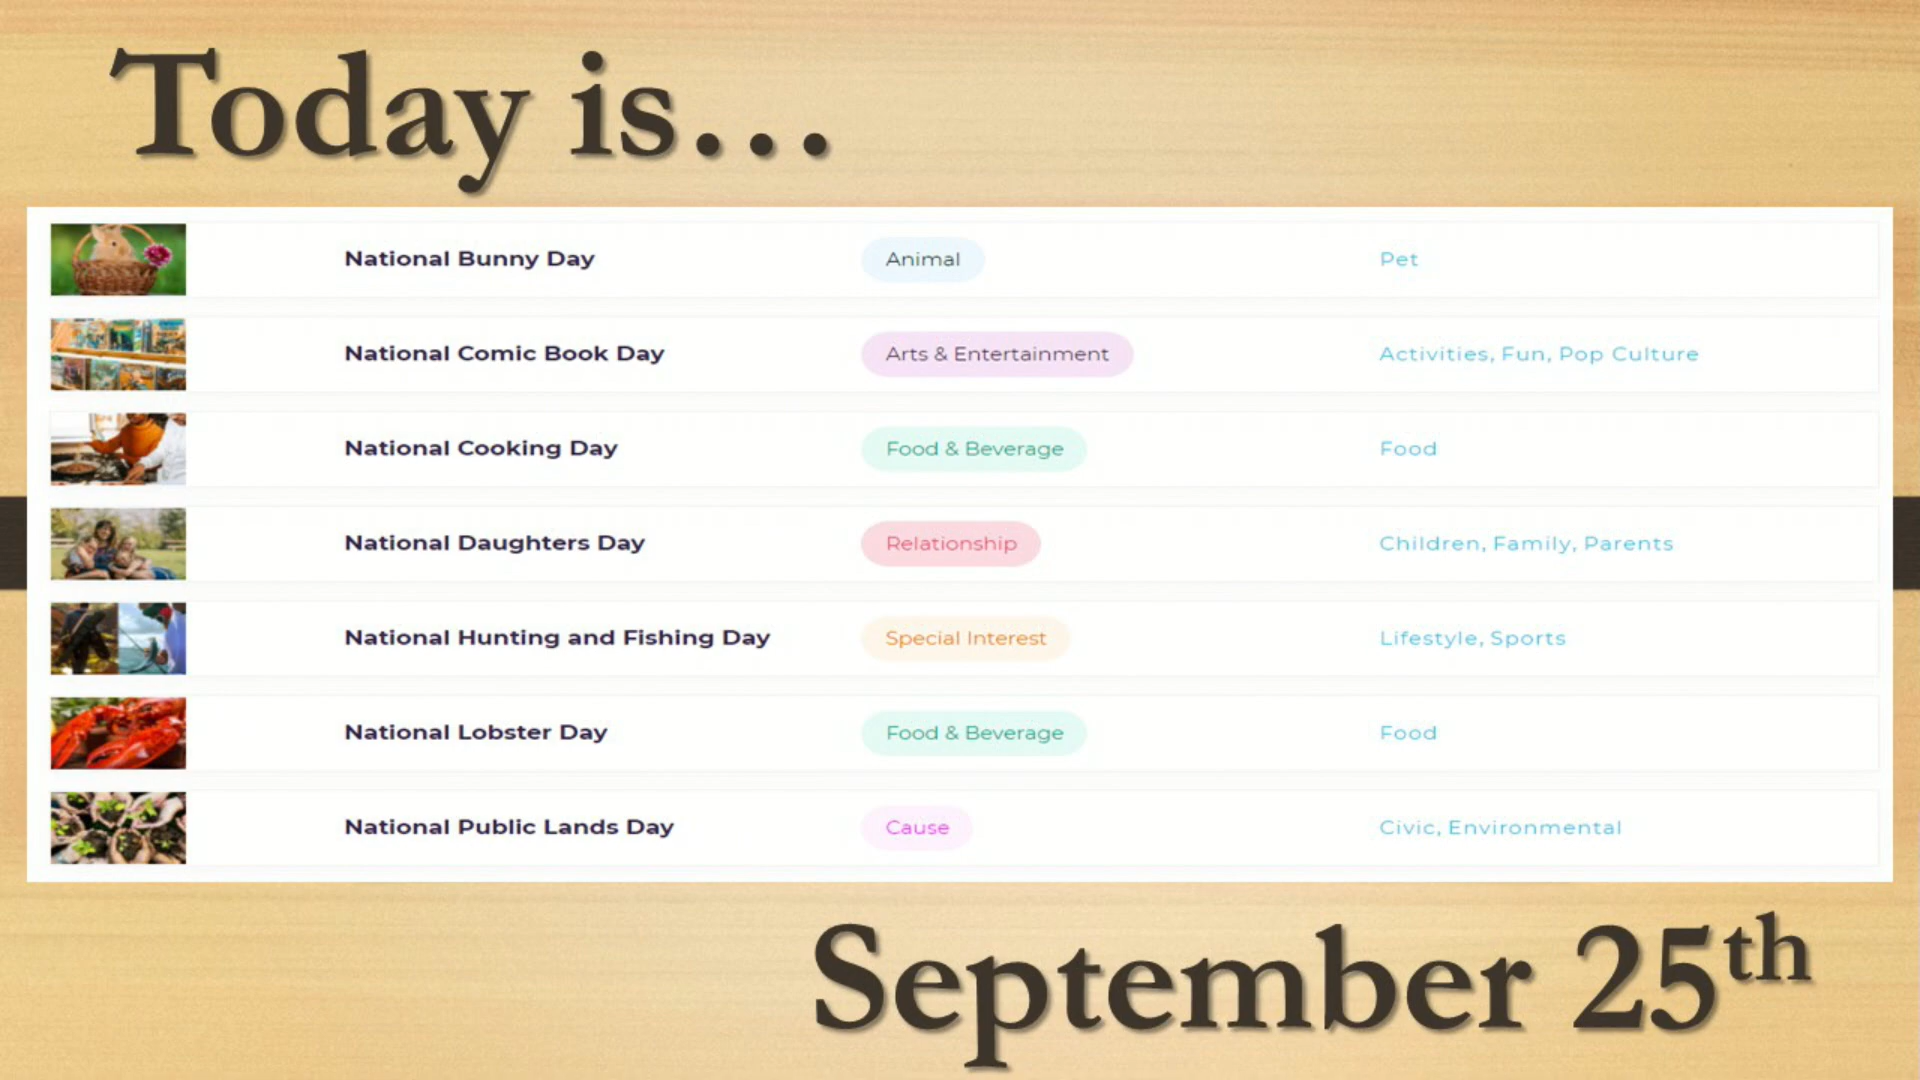 Today is...
National Bunny Day Animal Pet
National Comic Book Day Arts & Entertainment Activities, Fun, Pop Culture
National Cooking Day Food & Beverage Food
National Daughters Day Relationship Children, Family, Parents
National Hunting and Fishing Day Special Interest Lifestyle, Sports
National Lobster Day Food & Beverage Food
National Public Lands Day Cause Civic, Environmental
September 25th